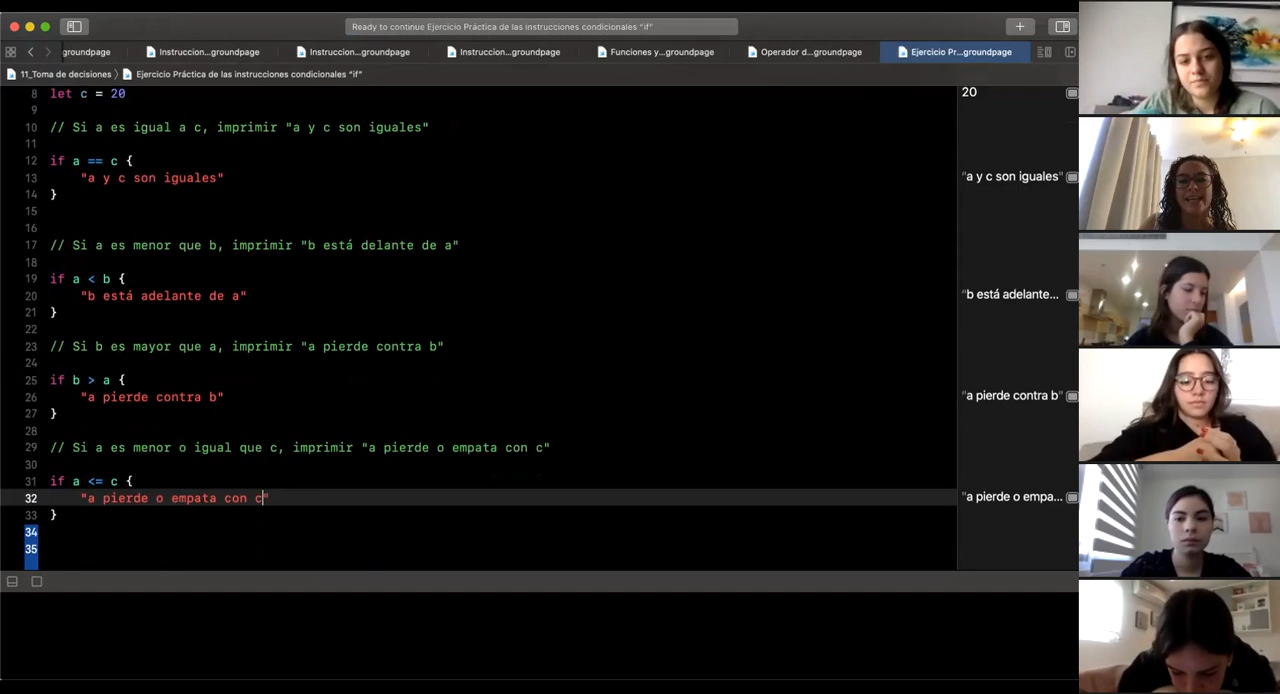 Ready to continue Ejercicio Práctica de las instrucciones condicionales "if"
groundpage
Instruccion...groundpage
Instruccion...groundpage
Instruccion...groundpage
Funciones y...groundpage
Operador d...groundpage
Ejercicio Pr...groundpage
11_Toma de decisiones
Ejercicio Práctica de las instrucciones condicionales "if"
8 let c = 20
20
9
10 // Si a es igual a c, imprimir "a y c son iguales"
11
12 if a == c {
13 "a y c son iguales"
"a y c son iguales"
14 }
15
16
17 // Si a es menor que b, imprimir "b está delante de a"
18
19 if a < b {
20 "b está adelante de a"
"b está adelante...
21 }
22
23 // Si b es mayor que a, imprimir "a pierde contra b"
24
25 if b > a {
26 "a pierde contra b"
"a pierde contra b"
27 }
28
29 // Si a es menor o igual que c, imprimir "a pierde o empata con c"
30
31 if a <= c {
32 "a pierde o empata con c"
"a pierde o empa...
33 }
34
35